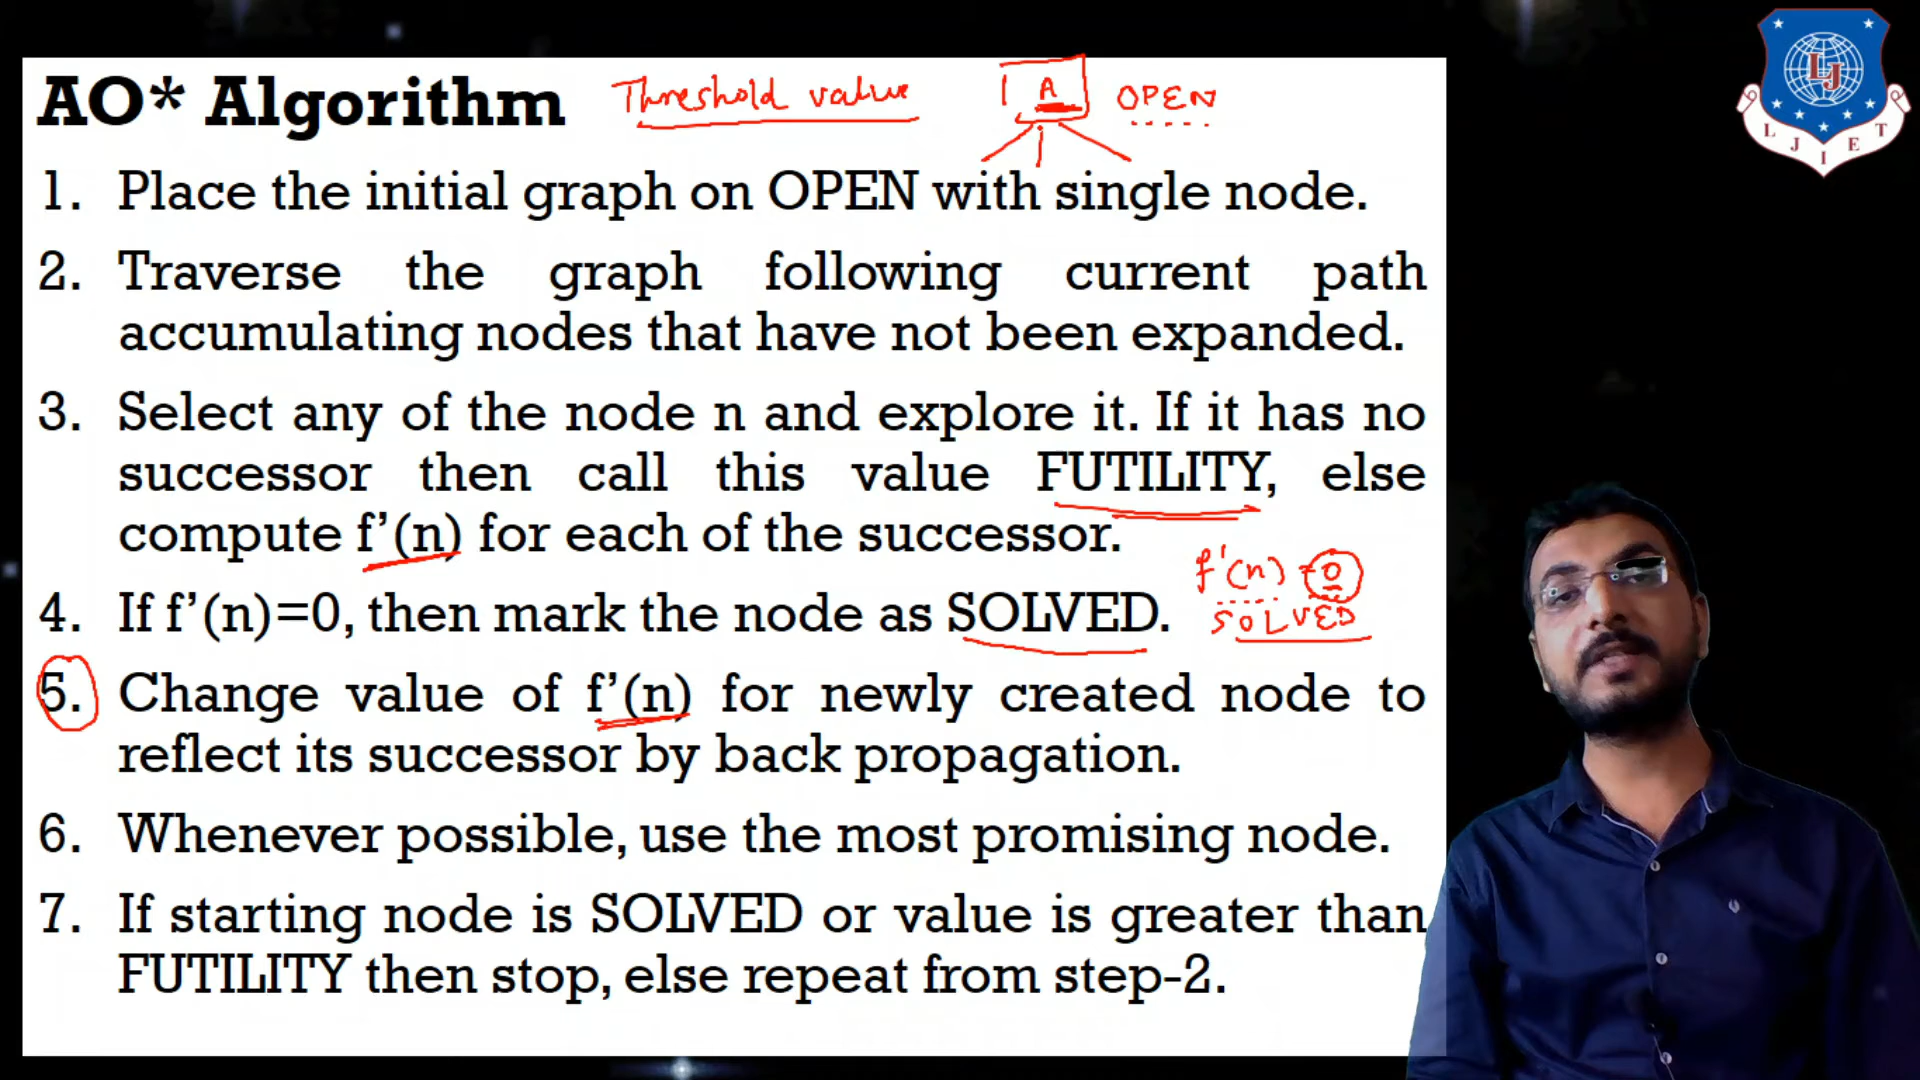 AO* Algorithm Threshold value A OPEN
1. Place the initial graph on OPEN with single node.
2. Traverse the graph following current path
accumulating nodes that have not been expanded.
3. Select any of the node n and explore it. If it has no
successor then call this value FUTILITY, else
compute f’(n) for each of the successor.
f'(n) = 0
4. If f’(n)=0, then mark the node as SOLVED. SOLVED
5. Change value of f’(n) for newly created node to
reflect its successor by back propagation.
6. Whenever possible, use the most promising node.
7. If starting node is SOLVED or value is greater than
FUTILITY then stop, else repeat from step-2.
LJ
L J I E T